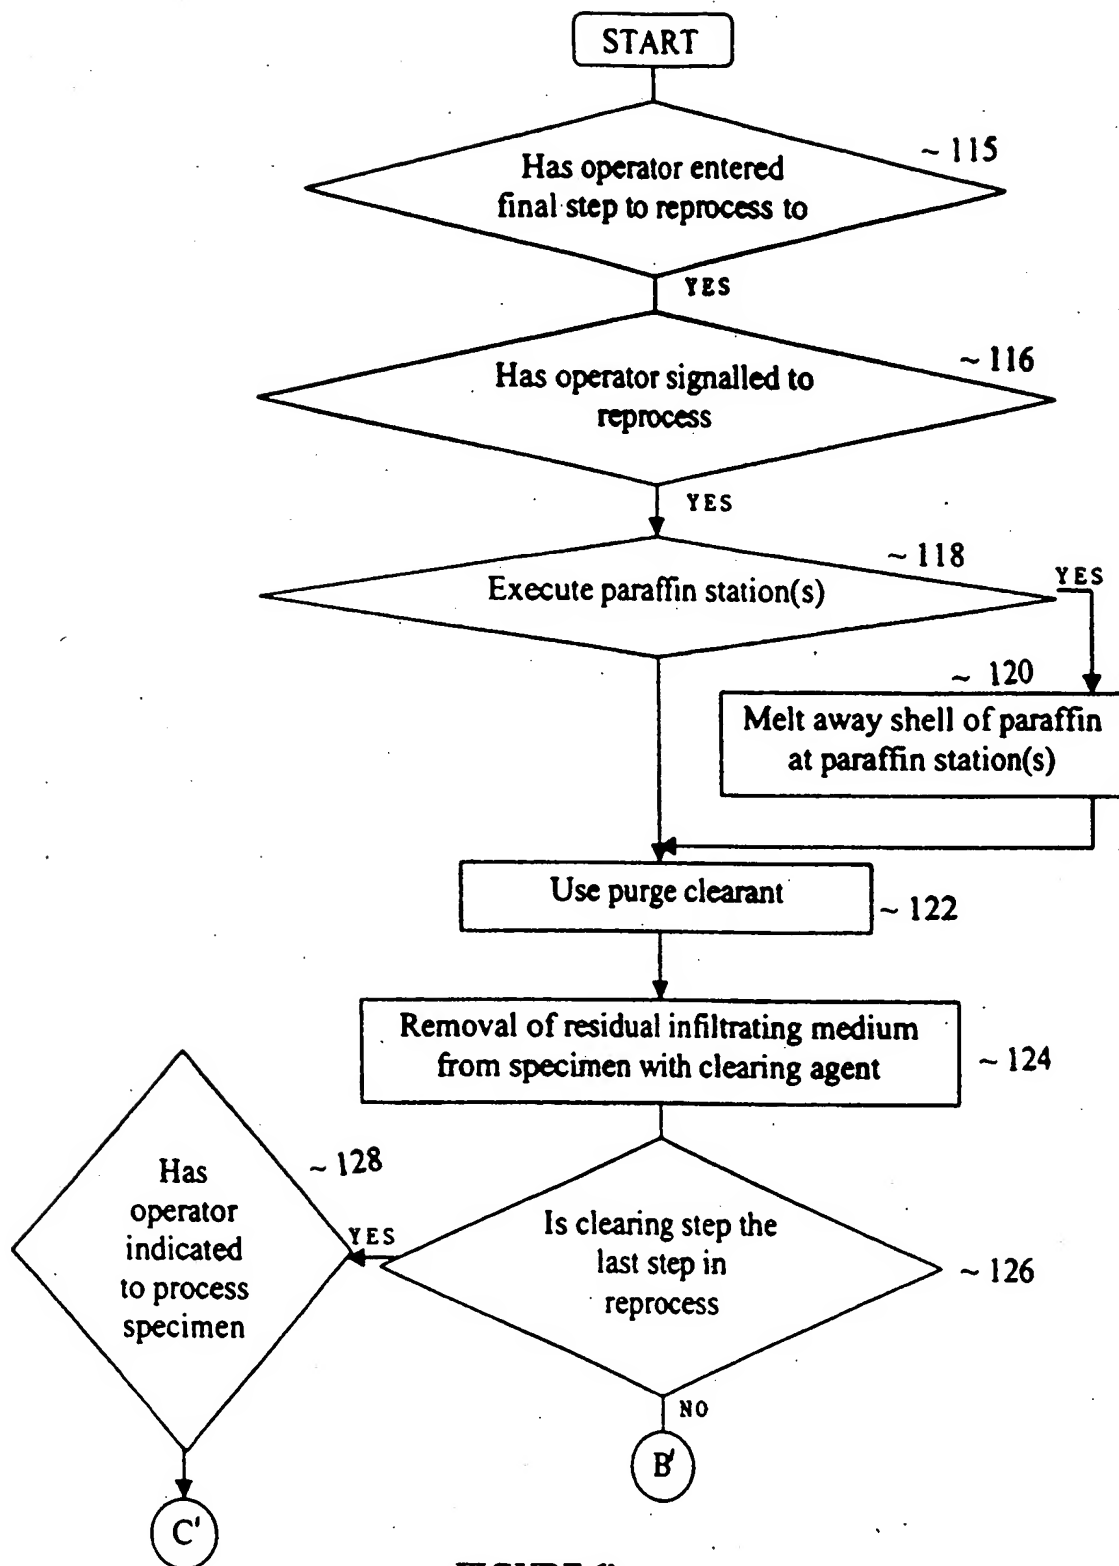 START
Has operator entered
final step to reprocess to
~ 115
YES
Has operator signalled to
reprocess
~ 116
YES
Execute paraffin station(s)
~ 118
YES
~ 120
Melt away shell of paraffin
at paraffin station(s)
Use purge clearant
~ 122
Removal of residual infiltrating medium
from specimen with clearing agent
~ 124
Has
operator
indicated
to process
specimen
~ 128
YES
Is clearing step the
last step in
reprocess
~ 126
NO
B'
C'